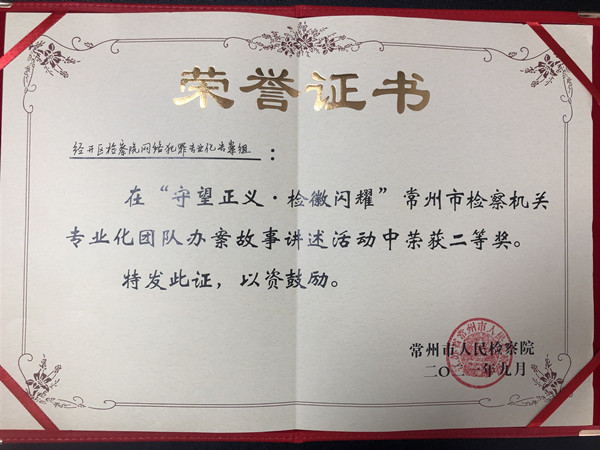 荣誉证书
经开区检察院网络犯罪专业化办案组：
在“守望正义·检徽闪耀”常州市检察机关
专业化团队办案故事讲述活动中荣获二等奖。
特发此证，以资鼓励。
常州市人民检察院
二〇 年九月